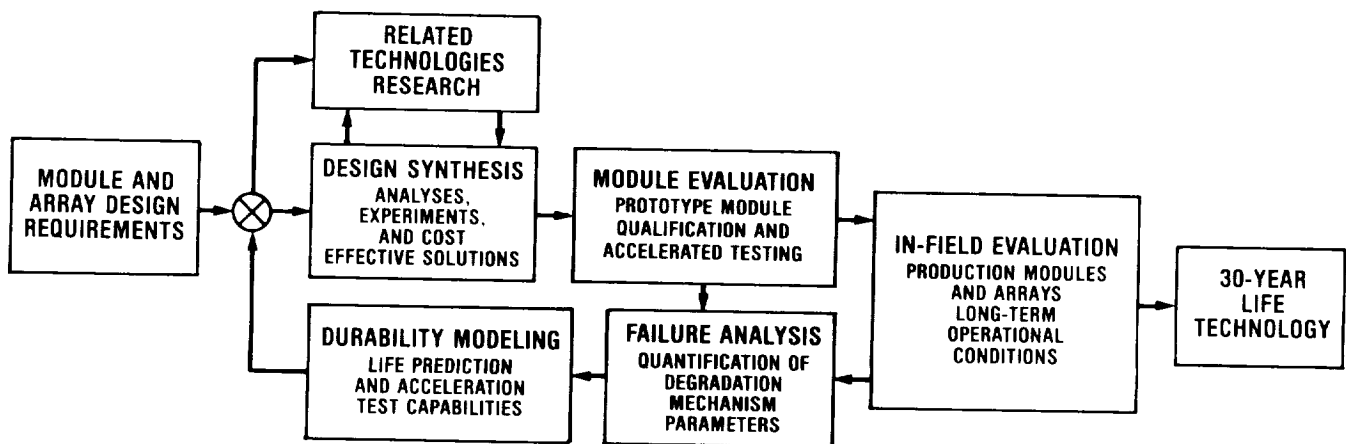 RELATED
TECHNOLOGIES
RESEARCH
MODULE AND
ARRAY DESIGN
REQUIREMENTS
DESIGN SYNTHESIS
ANALYSES,
EXPERIMENTS,
AND COST
EFFECTIVE SOLUTIONS
MODULE EVALUATION
PROTOTYPE MODULE
QUALIFICATION AND
ACCELERATED TESTING
IN-FIELD EVALUATION
PRODUCTION MODULES
AND ARRAYS
LONG-TERM
OPERATIONAL
CONDITIONS
30-YEAR
LIFE
TECHNOLOGY
DURABILITY MODELING
LIFE PREDICTION
AND ACCELERATION
TEST CAPABILITIES
FAILURE ANALYSIS
QUANTIFICATION OF
DEGRADATION
MECHANISM
PARAMETERS